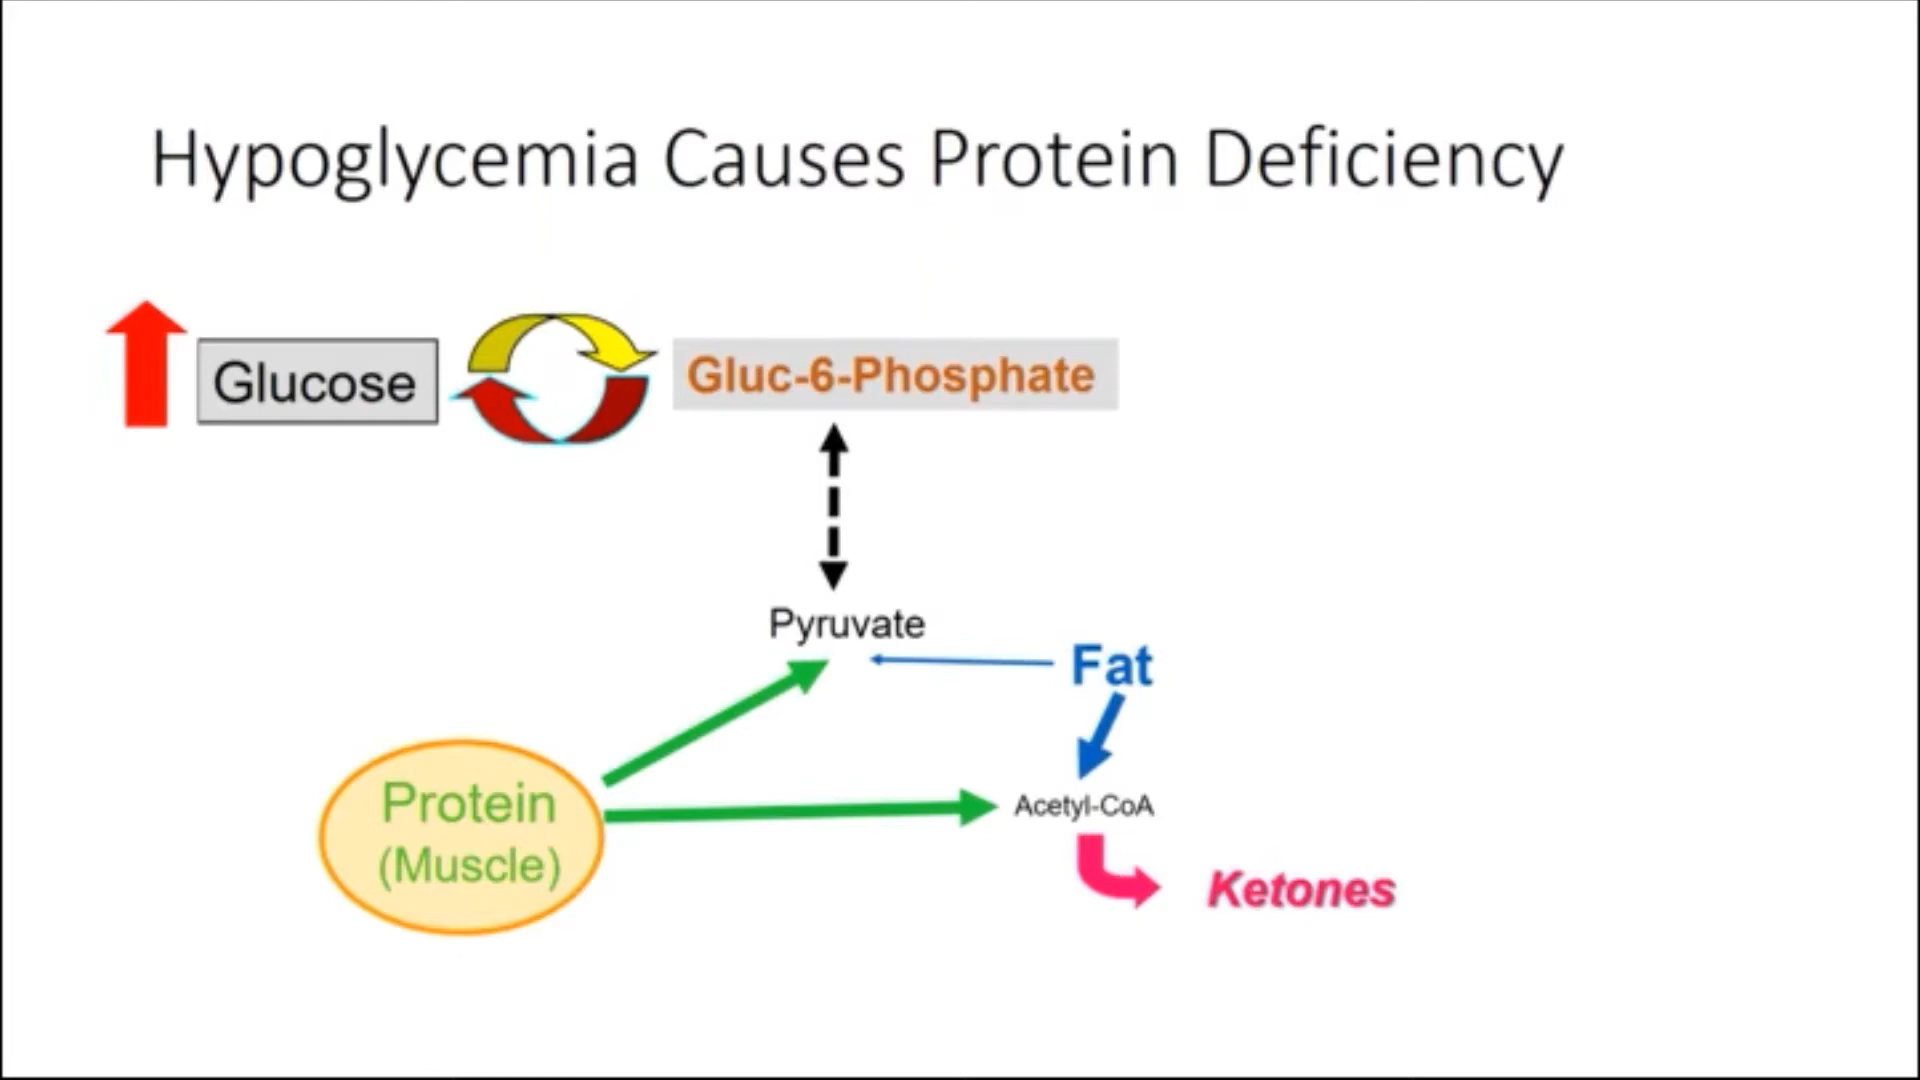 Hypoglycemia Causes Protein Deficiency
Glucose
Gluc-6-Phosphate
Pyruvate
Fat
Protein
(Muscle)
Acetyl-CoA
Ketones